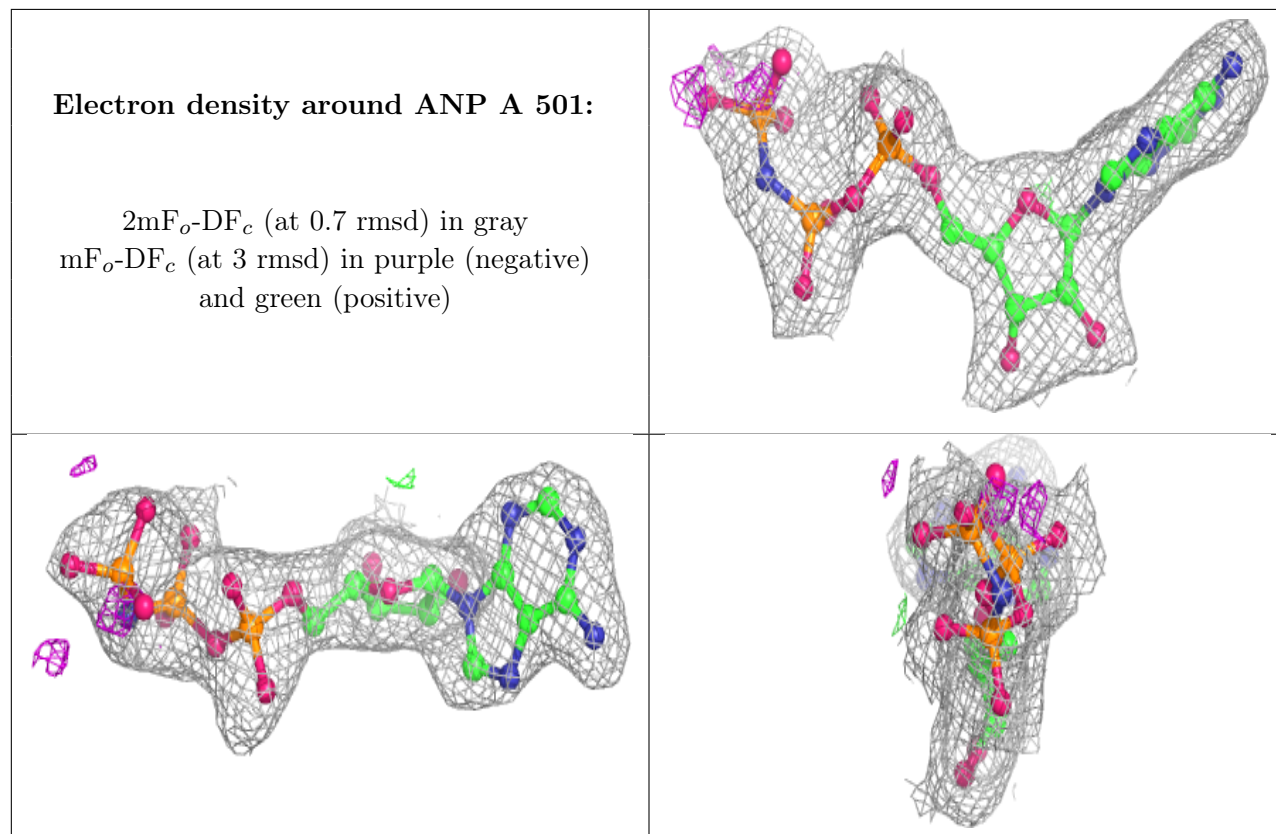 Electron density around ANP A 501:
2mFo-DFc (at 0.7 rmsd) in gray
mFo-DFc (at 3 rmsd) in purple (negative)
and green (positive)